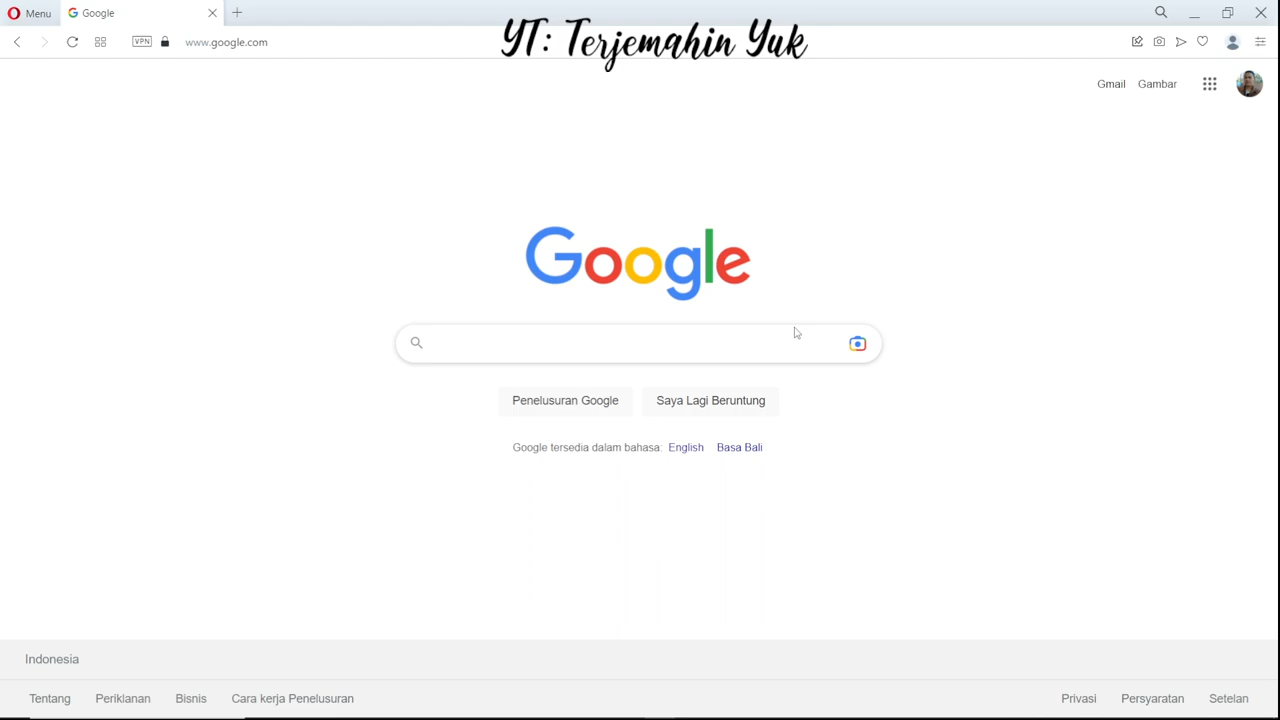 Menu
Google
YT: Terjemahin Yuk
VPN
www.google.com
Gmail
Gambar
Google
Penelusuran Google
Saya Lagi Beruntung
Google tersedia dalam bahasa: English Basa Bali
Indonesia
Tentang
Periklanan
Bisnis
Cara kerja Penelusuran
Privasi
Persyaratan
Setelan